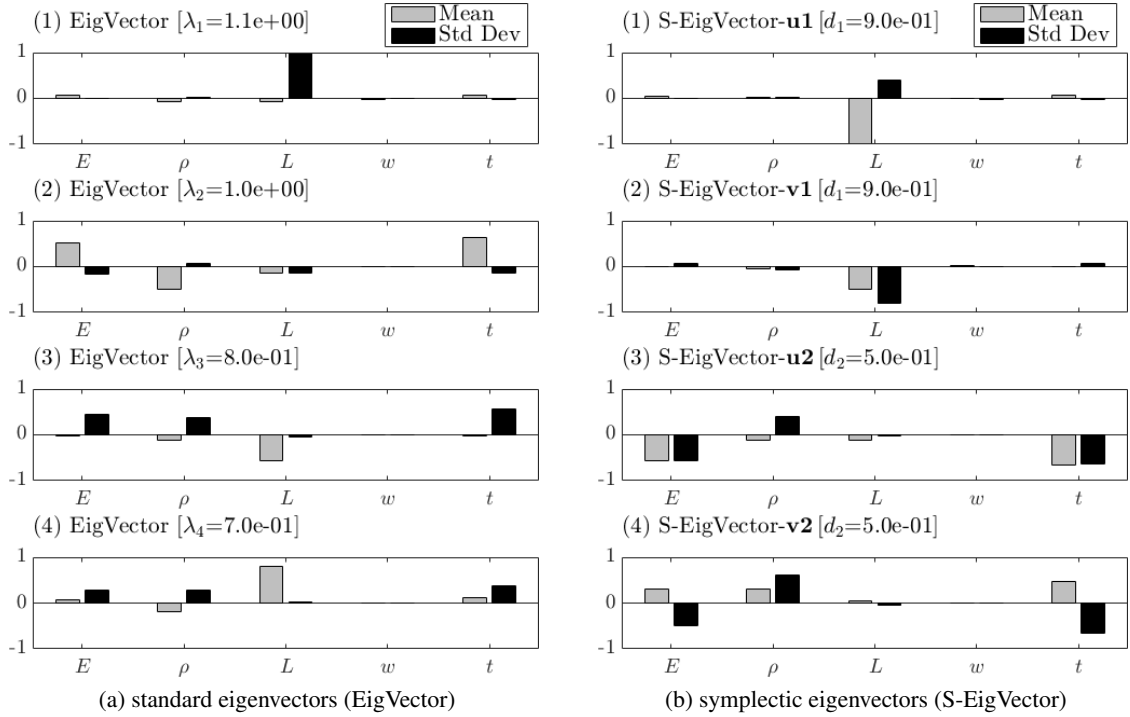 (1) EigVector [λ1=1.1e+00]
Mean
Std Dev
1
0
-1
E ρ L w t
(2) EigVector [λ2=1.0e+00]
1
0
-1
E ρ L w t
(3) EigVector [λ3=8.0e-01]
1
0
-1
E ρ L w t
(4) EigVector [λ4=7.0e-01]
1
0
-1
E ρ L w t
(a) standard eigenvectors (EigVector)
(1) S-EigVector-u1 [d1=9.0e-01]
Mean
Std Dev
1
0
-1
E ρ L w t
(2) S-EigVector-v1 [d1=9.0e-01]
1
0
-1
E ρ L w t
(3) S-EigVector-u2 [d2=5.0e-01]
1
0
-1
E ρ L w t
(4) S-EigVector-v2 [d2=5.0e-01]
1
0
-1
E ρ L w t
(b) symplectic eigenvectors (S-EigVector)